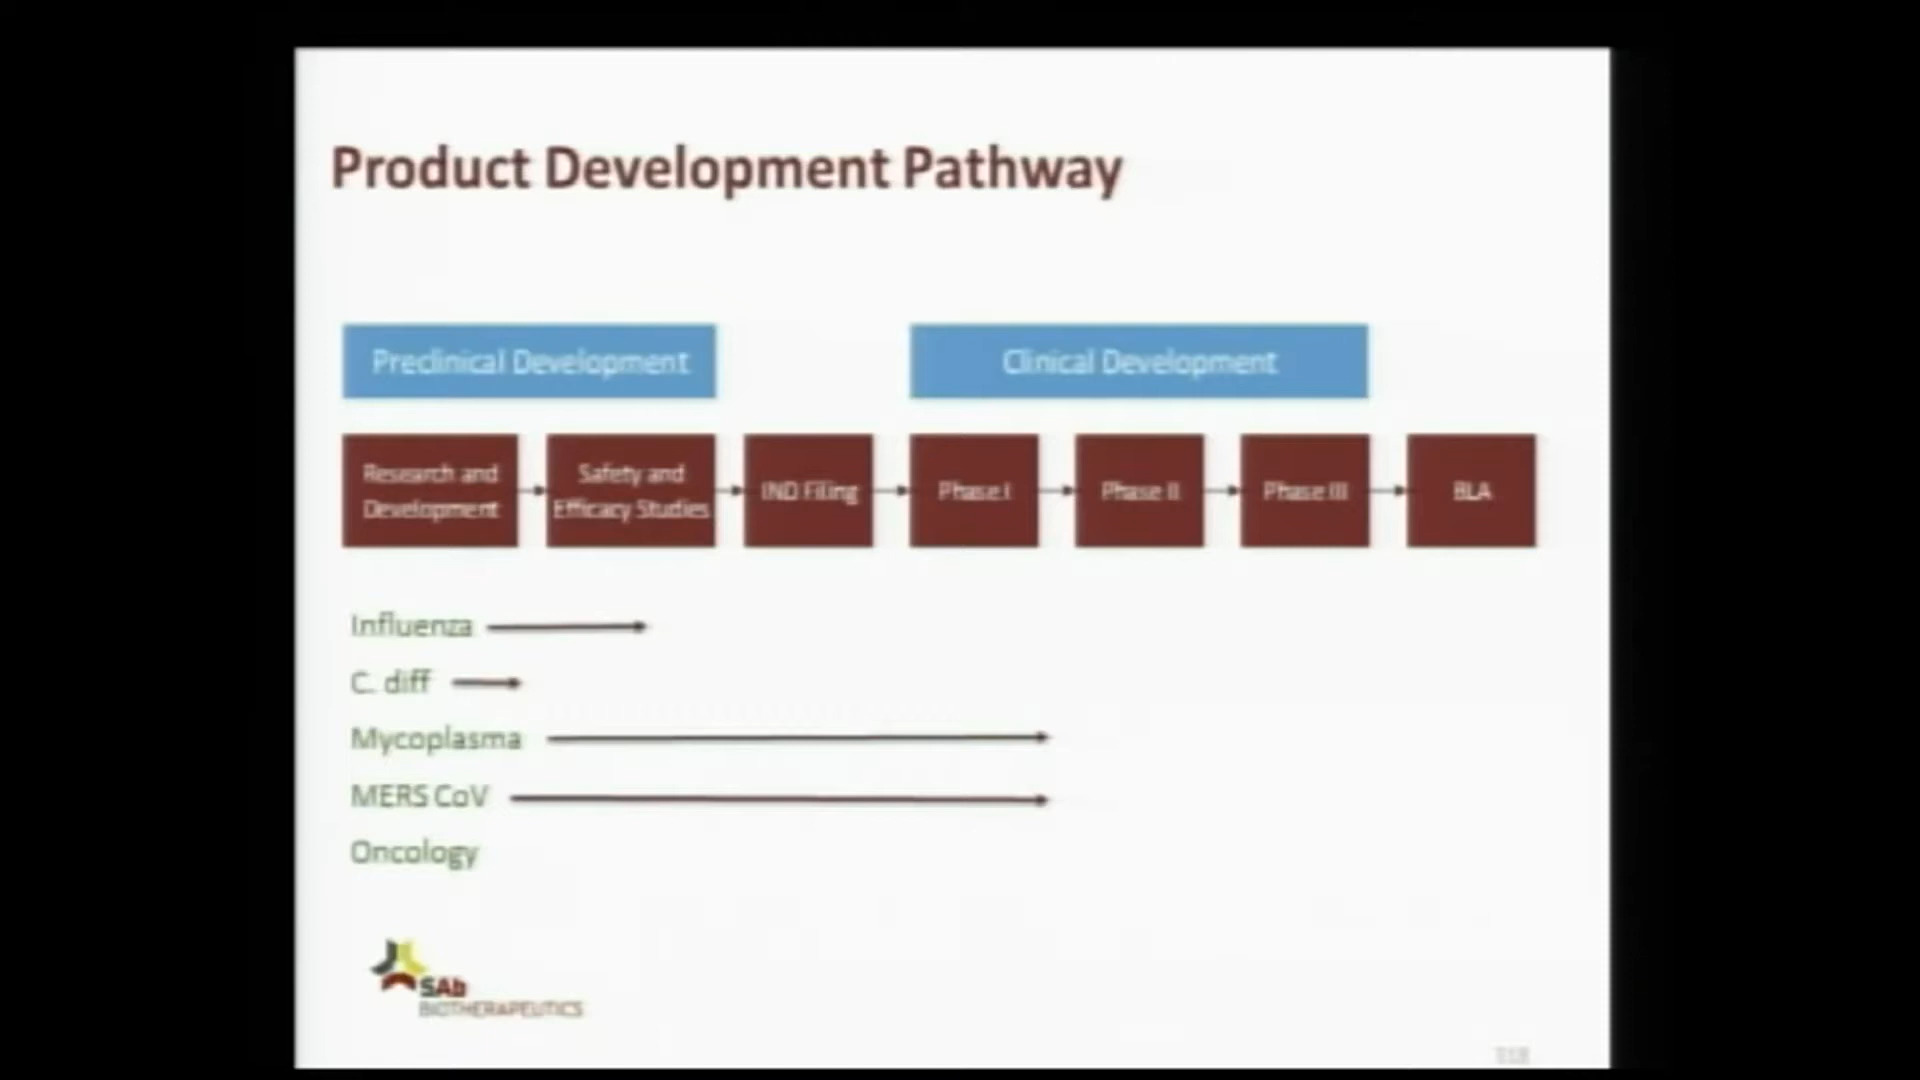 Product Development Pathway
Preclinical Development
Clinical Development
Research and
Development
Safety and
Efficacy Studies
IND Filing
Phase I
Phase II
Phase III
BLA
Influenza
C. diff
Mycoplasma
MERS CoV
Oncology
SAb
BIOTHERAPEUTICS